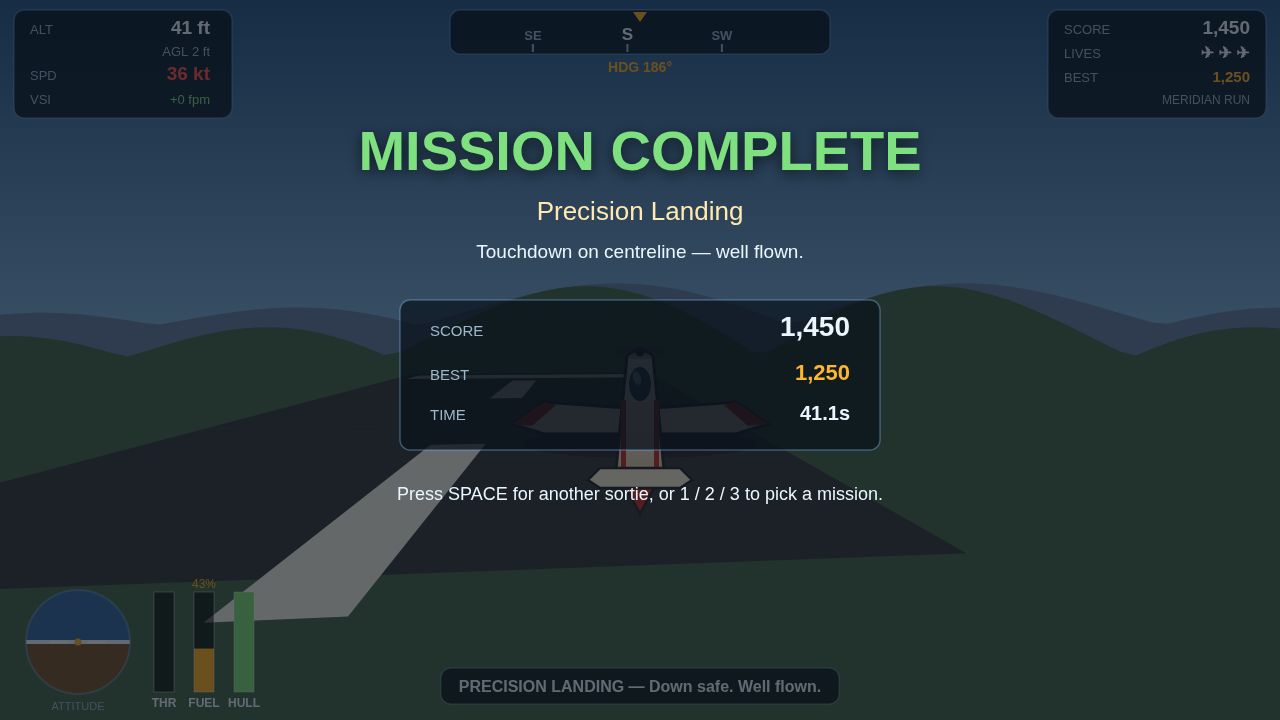 ALT 41 ft
AGL 2 ft
SPD 36 kt
VSI +0 fpm
SE S SW
HDG 186°
SCORE 1,450
LIVES ✈ ✈ ✈
BEST 1,250
MERIDIAN RUN
MISSION COMPLETE
Precision Landing
Touchdown on centreline — well flown.
SCORE 1,450
BEST 1,250
TIME 41.1s
Press SPACE for another sortie, or 1 / 2 / 3 to pick a mission.
43%
ATTITUDE
THR FUEL HULL
PRECISION LANDING — Down safe. Well flown.